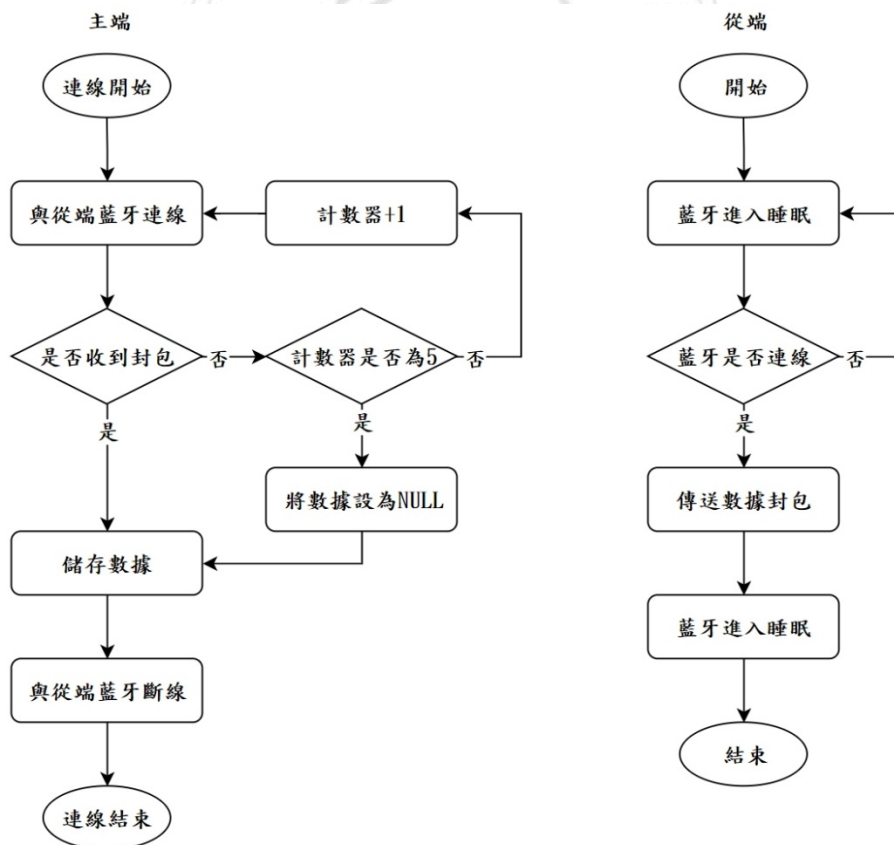 主端
連線開始
與從端藍牙連線
計數器+1
是否收到封包
否
計數器是否為5
否
是
是
將數據設為NULL
儲存數據
與從端藍牙斷線
連線結束
從端
開始
藍牙進入睡眠
藍牙是否連線
否
是
傳送數據封包
藍牙進入睡眠
結束